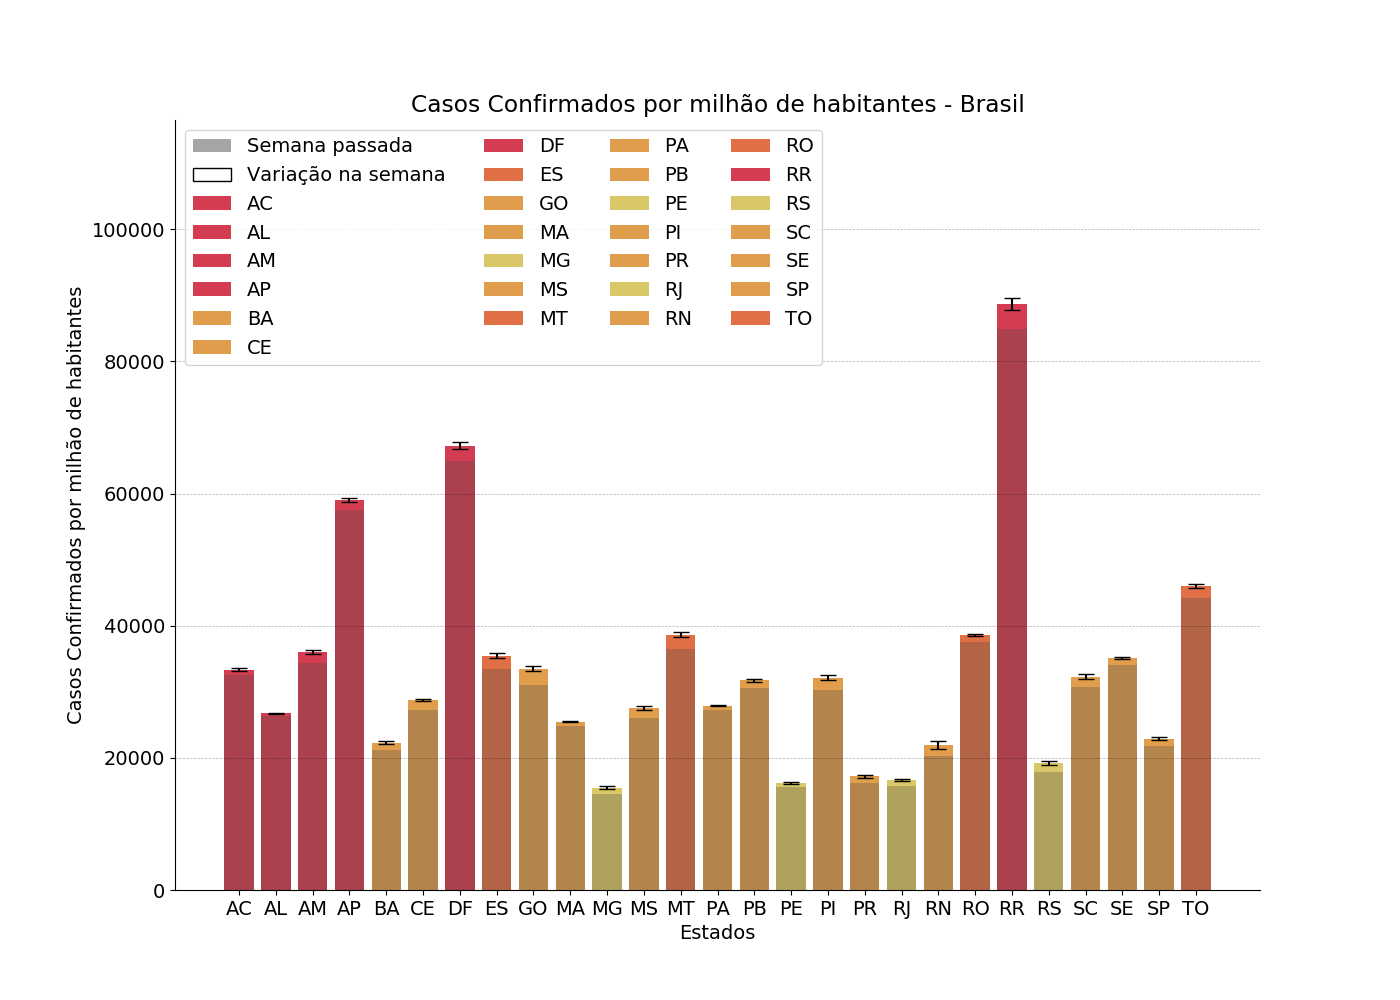 Casos Confirmados por milhão de habitantes - Brasil
Semana passada
Variação na semana
AC
AL
AM
AP
BA
CE
DF
ES
GO
MA
MG
MS
MT
PA
PB
PE
PI
PR
RJ
RN
RO
RR
RS
SC
SE
SP
TO
Casos Confirmados por milhão de habitantes
100000
80000
60000
40000
20000
0
AC AL AM AP BA CE DF ES GO MA MG MS MT PA PB PE PI PR RJ RN RO RR RS SC SE SP TO
Estados